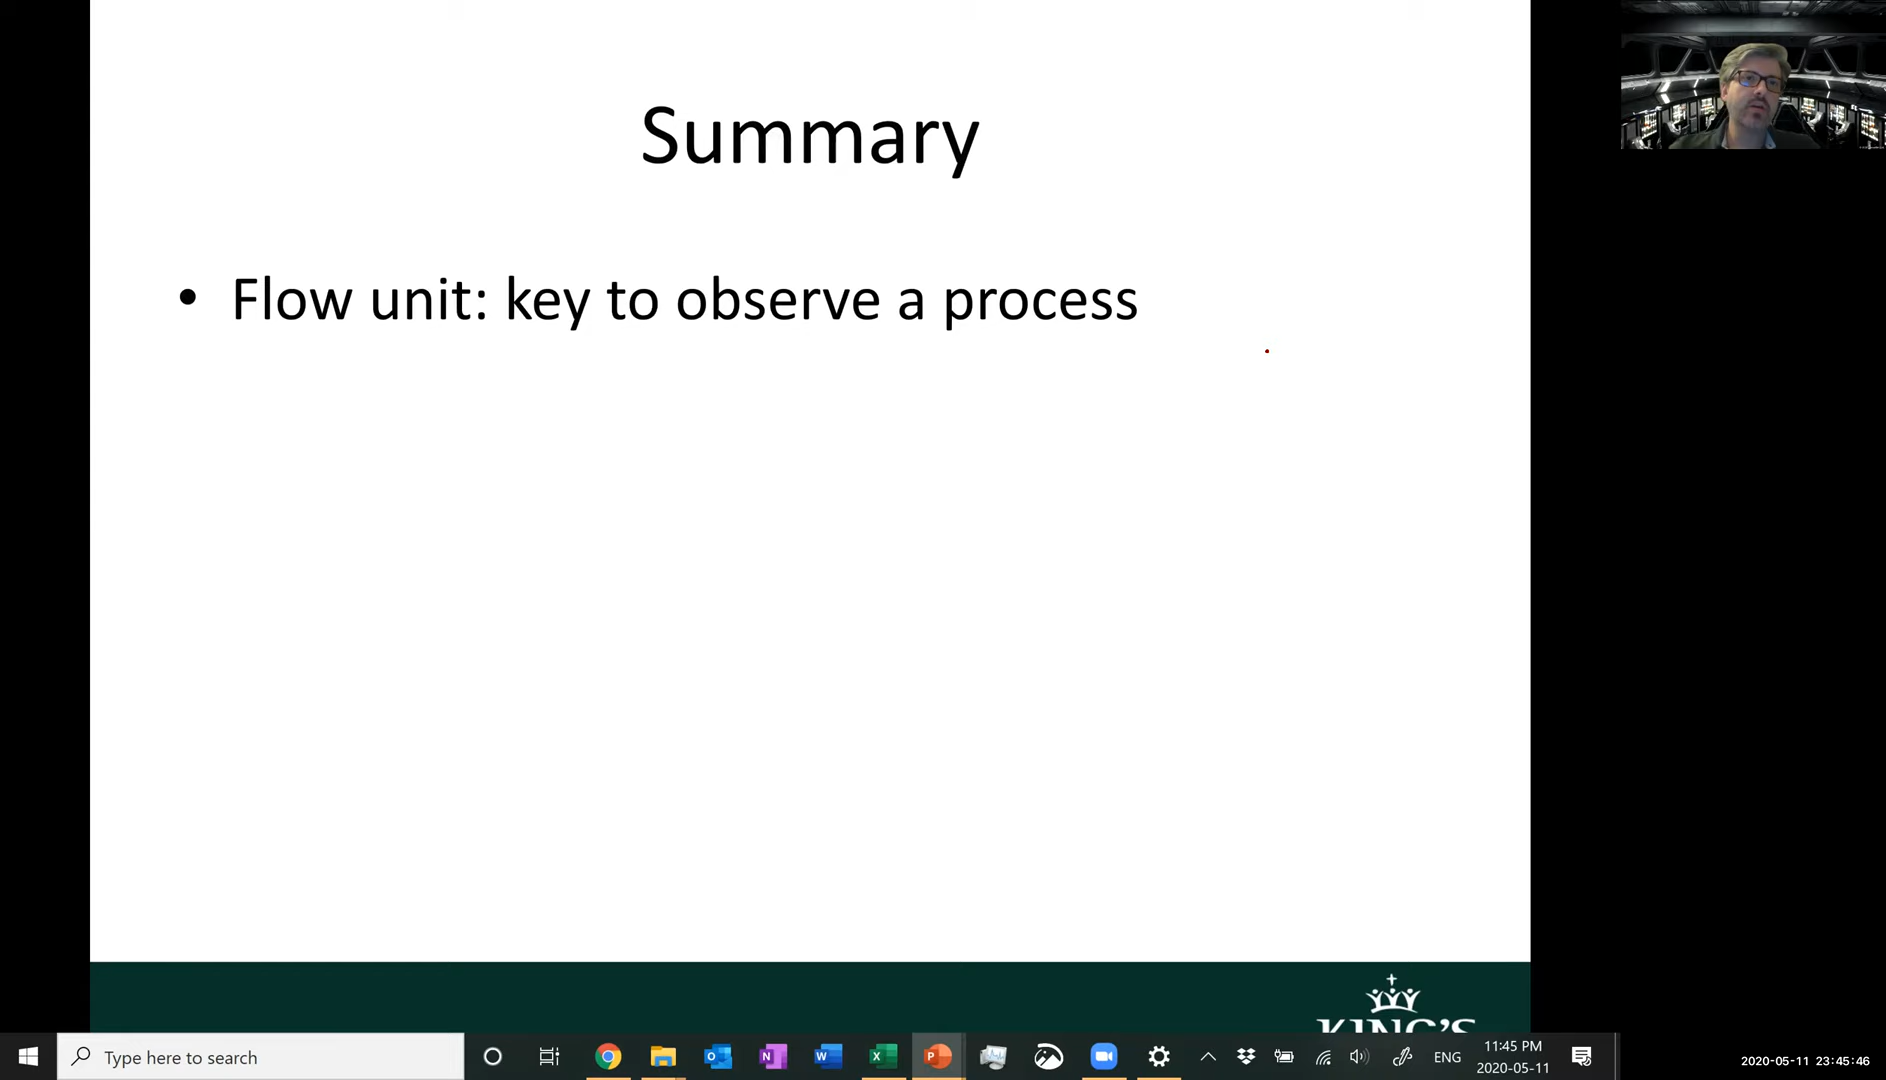 Summary
• Flow unit: key to observe a process
KING'S
Type here to search
ENG
11:45 PM
2020-05-11
2020-05-11 23:45:46